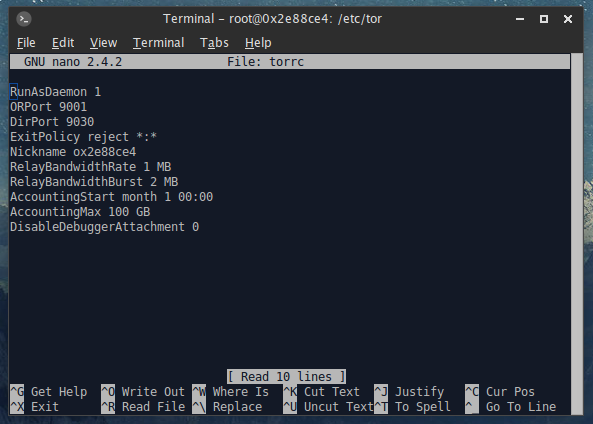 Terminal – root@0x2e88ce4: /etc/tor
File Edit View Terminal Tabs Help
GNU nano 2.4.2 File: torrc
RunAsDaemon 1
ORPort 9001
DirPort 9030
ExitPolicy reject *:*
Nickname ox2e88ce4
RelayBandwidthRate 1 MB
RelayBandwidthBurst 2 MB
AccountingStart month 1 00:00
AccountingMax 100 GB
DisableDebuggerAttachment 0
[ Read 10 lines ]
^G Get Help ^O Write Out ^W Where Is ^K Cut Text ^J Justify ^C Cur Pos
^X Exit ^R Read File ^\ Replace ^U Uncut Text ^T To Spell ^_ Go To Line